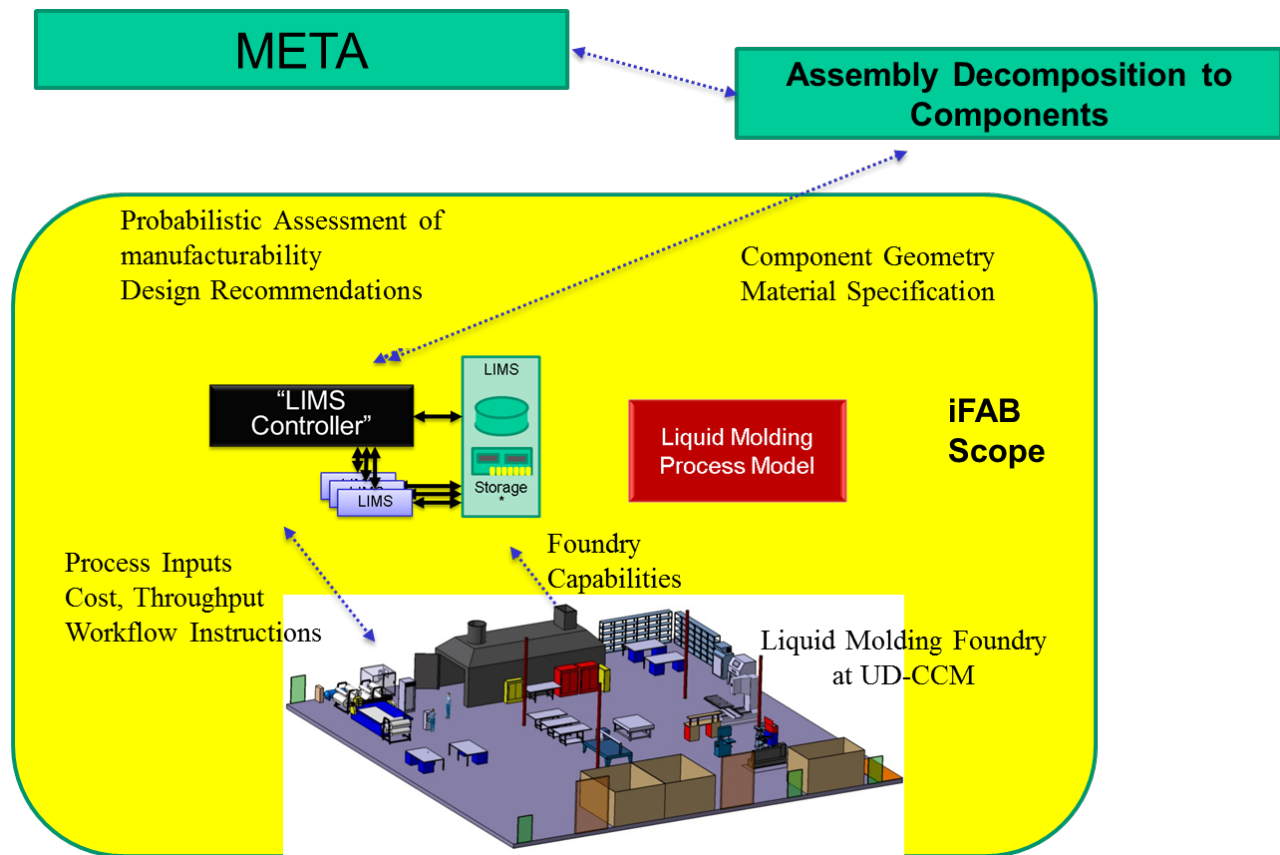 META
Assembly Decomposition to
Components
Probabilistic Assessment of
manufacturability
Design Recommendations
Component Geometry
Material Specification
“LIMS
Controller”
LIMS
Storage
*
LIMS
LIMS
LIMS
Liquid Molding
Process Model
iFAB
Scope
Process Inputs
Cost, Throughput
Workflow Instructions
Foundry
Capabilities
Liquid Molding Foundry
at UD-CCM